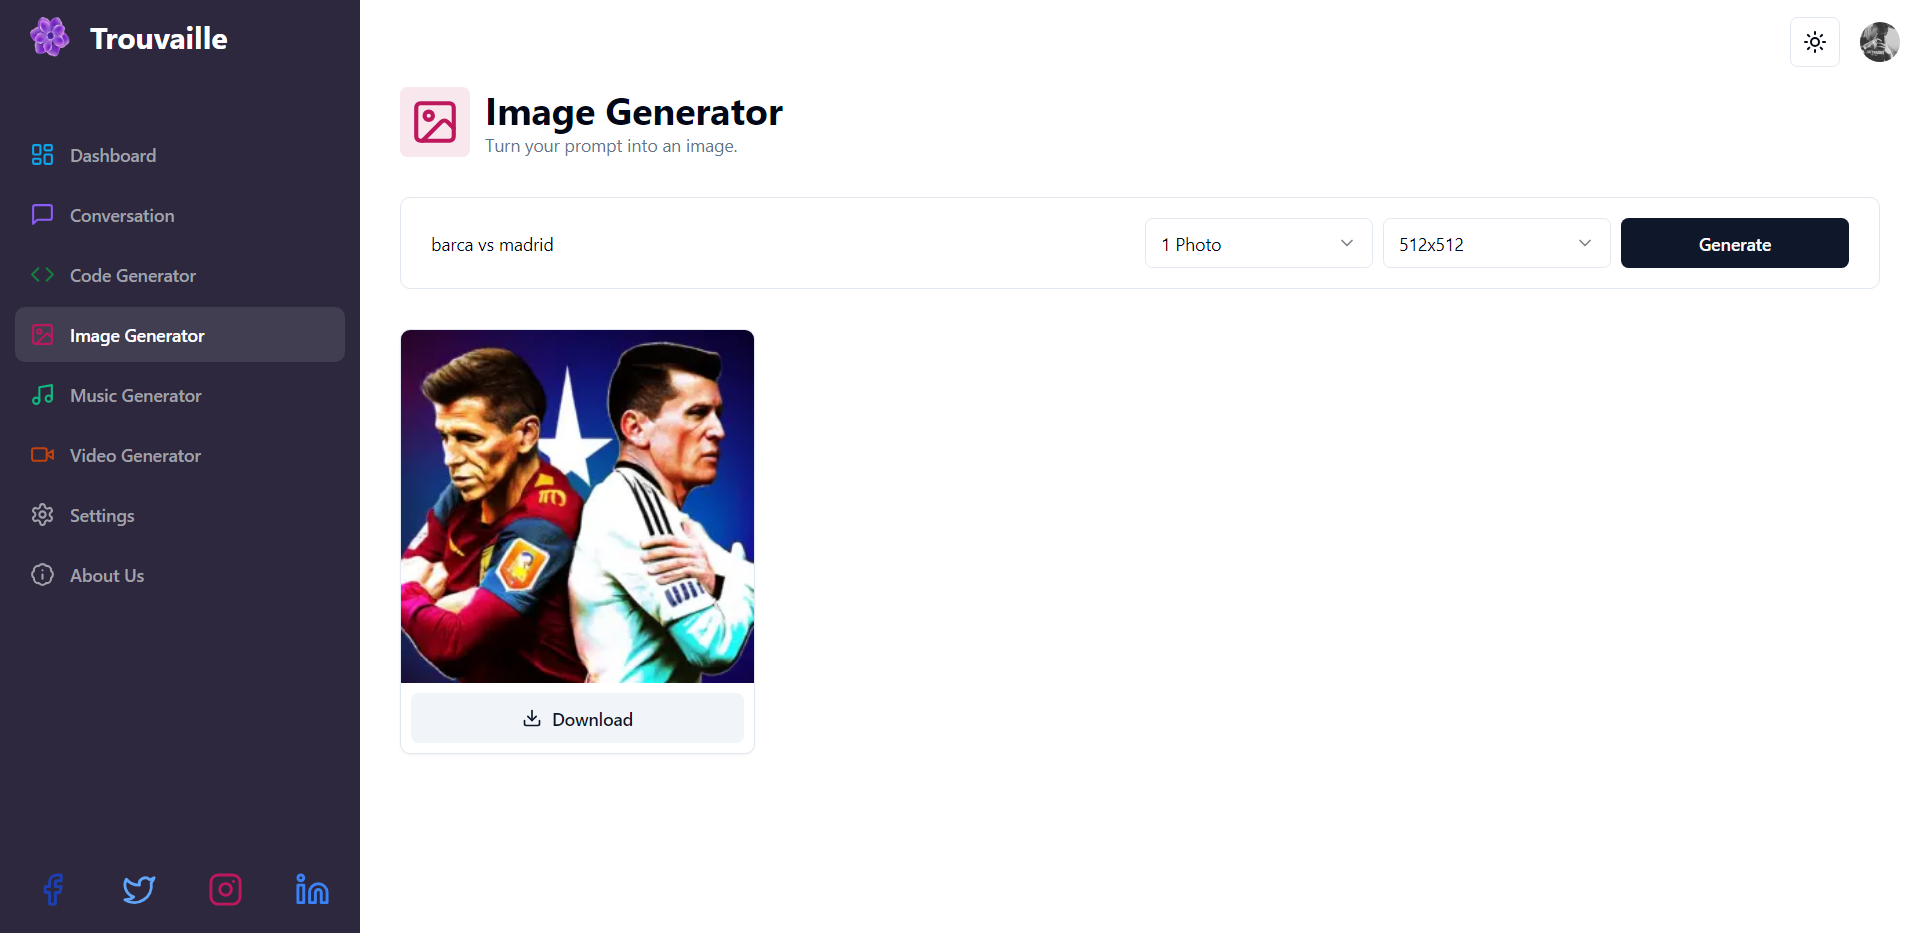 Trouvaille
Dashboard
Conversation
Code Generator
Image Generator
Music Generator
Video Generator
Settings
About Us
Image Generator
Turn your prompt into an image.
barca vs madrid
1 Photo
512x512
Generate
Download